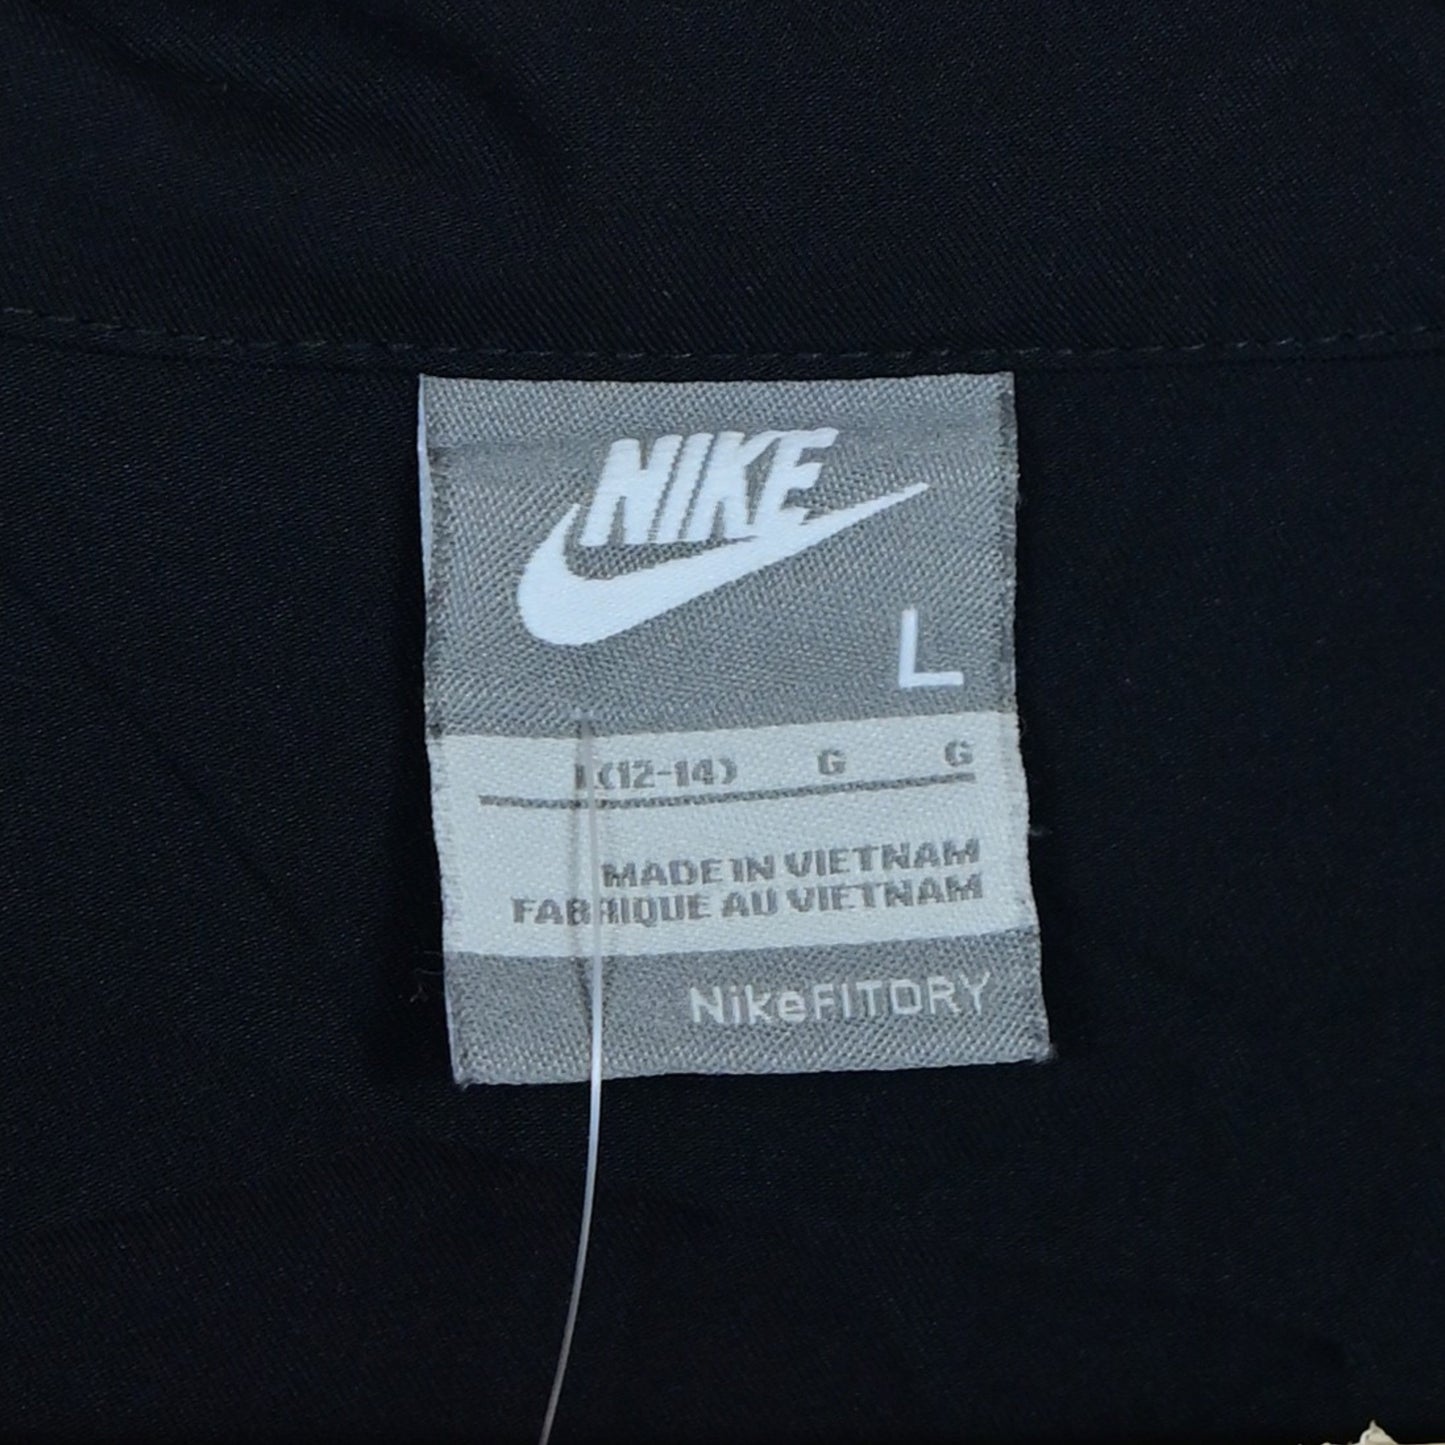 NIKE
L
L(12-14) G G
MADE IN VIETNAM
FABRIQUE AU VIETNAM
NikeFITDRY